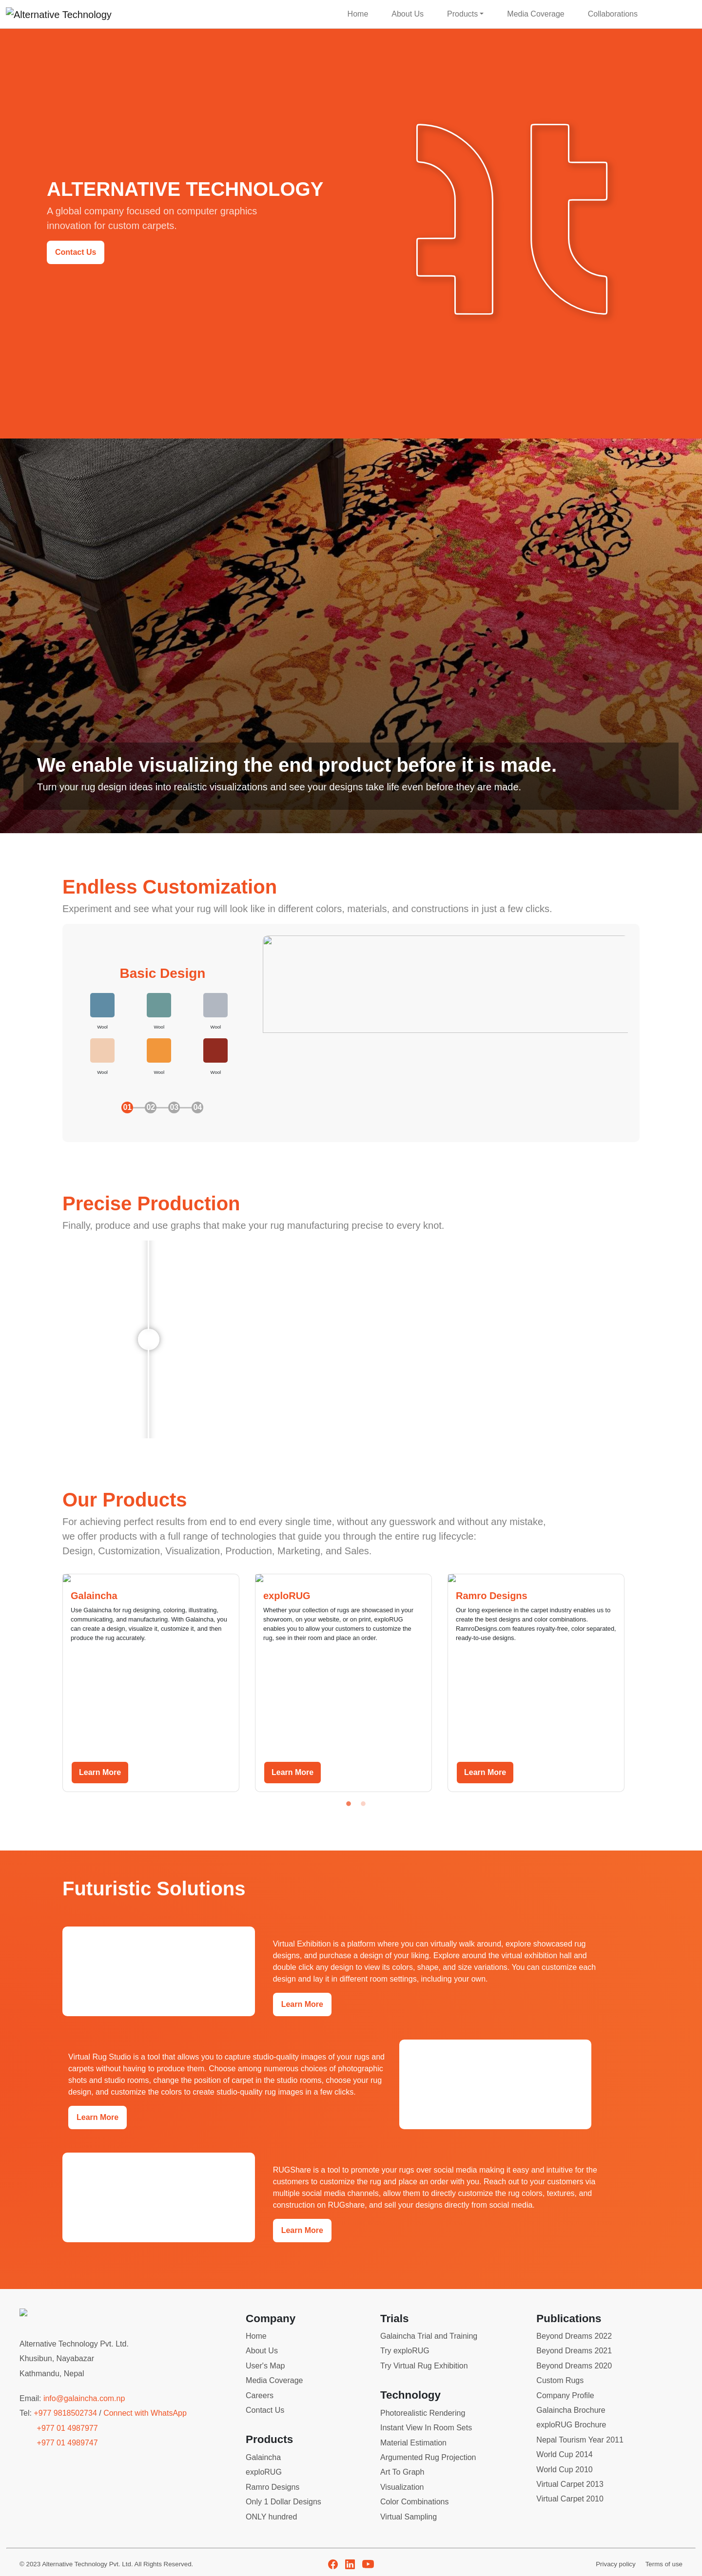 Alternative Technology
Home
About Us
Products
Media Coverage
Collaborations
ALTERNATIVE TECHNOLOGY
A global company focused on computer graphics
innovation for custom carpets.
Contact Us
We enable visualizing the end product before it is made.
Turn your rug design ideas into realistic visualizations and see your designs take life even before they are made.
Endless Customization
Experiment and see what your rug will look like in different colors, materials, and constructions in just a few clicks.
Basic Design
Wool
Wool
Wool
Wool
Wool
Wool
01
02
03
04
Precise Production
Finally, produce and use graphs that make your rug manufacturing precise to every knot.
Our Products
For achieving perfect results from end to end every single time, without any guesswork and without any mistake,
we offer products with a full range of technologies that guide you through the entire rug lifecycle:
Design, Customization, Visualization, Production, Marketing, and Sales.
Galaincha
Use Galaincha for rug designing, coloring, illustrating,
communicating, and manufacturing. With Galaincha, you
can create a design, visualize it, customize it, and then
produce the rug accurately.
Learn More
exploRUG
Whether your collection of rugs are showcased in your
showroom, on your website, or on print, exploRUG
enables you to allow your customers to customize the
rug, see in their room and place an order.
Learn More
Ramro Designs
Our long experience in the carpet industry enables us to
create the best designs and color combinations.
RamroDesigns.com features royalty-free, color separated,
ready-to-use designs.
Learn More
Futuristic Solutions
Virtual Exhibition is a platform where you can virtually walk around, explore showcased rug
designs, and purchase a design of your liking. Explore around the virtual exhibition hall and
double click any design to view its colors, shape, and size variations. You can customize each
design and lay it in different room settings, including your own.
Learn More
Virtual Rug Studio is a tool that allows you to capture studio-quality images of your rugs and
carpets without having to produce them. Choose among numerous choices of photographic
shots and studio rooms, change the position of carpet in the studio rooms, choose your rug
design, and customize the colors to create studio-quality rug images in a few clicks.
Learn More
RUGShare is a tool to promote your rugs over social media making it easy and intuitive for the
customers to customize the rug and place an order with you. Reach out to your customers via
multiple social media channels, allow them to directly customize the rug colors, textures, and
construction on RUGshare, and sell your designs directly from social media.
Learn More
Alternative Technology Pvt. Ltd.
Khusibun, Nayabazar
Kathmandu, Nepal
Email: info@galaincha.com.np
Tel: +977 9818502734 / Connect with WhatsApp
+977 01 4987977
+977 01 4989747
Company
Home
About Us
User's Map
Media Coverage
Careers
Contact Us
Products
Galaincha
exploRUG
Ramro Designs
Only 1 Dollar Designs
ONLY hundred
Trials
Galaincha Trial and Training
Try exploRUG
Try Virtual Rug Exhibition
Technology
Photorealistic Rendering
Instant View In Room Sets
Material Estimation
Argumented Rug Projection
Art To Graph
Visualization
Color Combinations
Virtual Sampling
Publications
Beyond Dreams 2022
Beyond Dreams 2021
Beyond Dreams 2020
Custom Rugs
Company Profile
Galaincha Brochure
exploRUG Brochure
Nepal Tourism Year 2011
World Cup 2014
World Cup 2010
Virtual Carpet 2013
Virtual Carpet 2010
© 2023 Alternative Technology Pvt. Ltd. All Rights Reserved.
Privacy policy
Terms of use